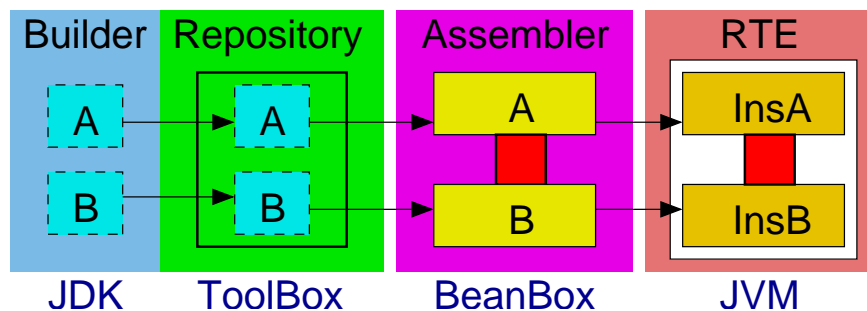 Builder Repository Assembler RTE
A A A InsA
B B B InsB
JDK ToolBox BeanBox JVM